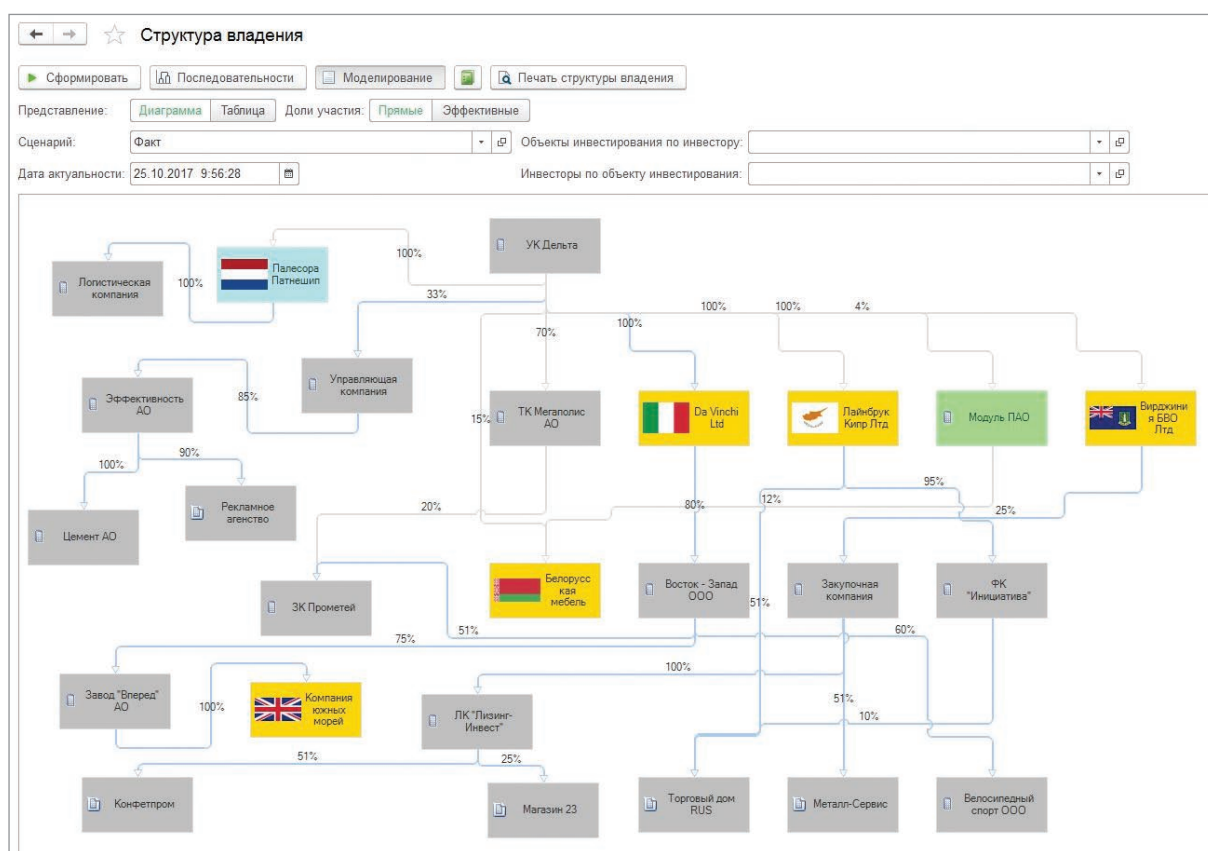 Структура владения
Сформировать Последовательности Моделирование Печать структуры владения
Представление: Диаграмма Таблица Доли участия: Прямые Эффективные
Сценарий: Факт Объекты инвестирования по инвестору:
Дата актуальности: 25.10.2017 9:56:28 Инвесторы по объекту инвестирования:
УК Дельта
100%
Палесора
Патнешип
Логистическая
компания
100%
33%
100%
100%
4%
70%
100%
Управляющая
компания
Эффективность
АО
85%
15%
ТК Мегаполис
АО
Da Vinchi
Ltd
Лайнбрук
Кипр Лтд
Модуль ПАО
Вирджини
я БВО
Лтд
90%
100%
95%
Рекламное
агенство
20%
80%
12%
25%
Цемент АО
Белорусс
кая
мебель
Восток - Запад
ООО
Закупочная
компания
ФК
"Инициатива"
ЗК Прометей
51%
51%
60%
75%
100%
Завод "Вперед"
АО
100%
Компания
южных
морей
ЛК "Лизинг-
Инвест"
51%
10%
51%
25%
Конфетпром
Магазин 23
Торговый дом
RUS
Металл-Сервис
Велосипедный
спорт ООО